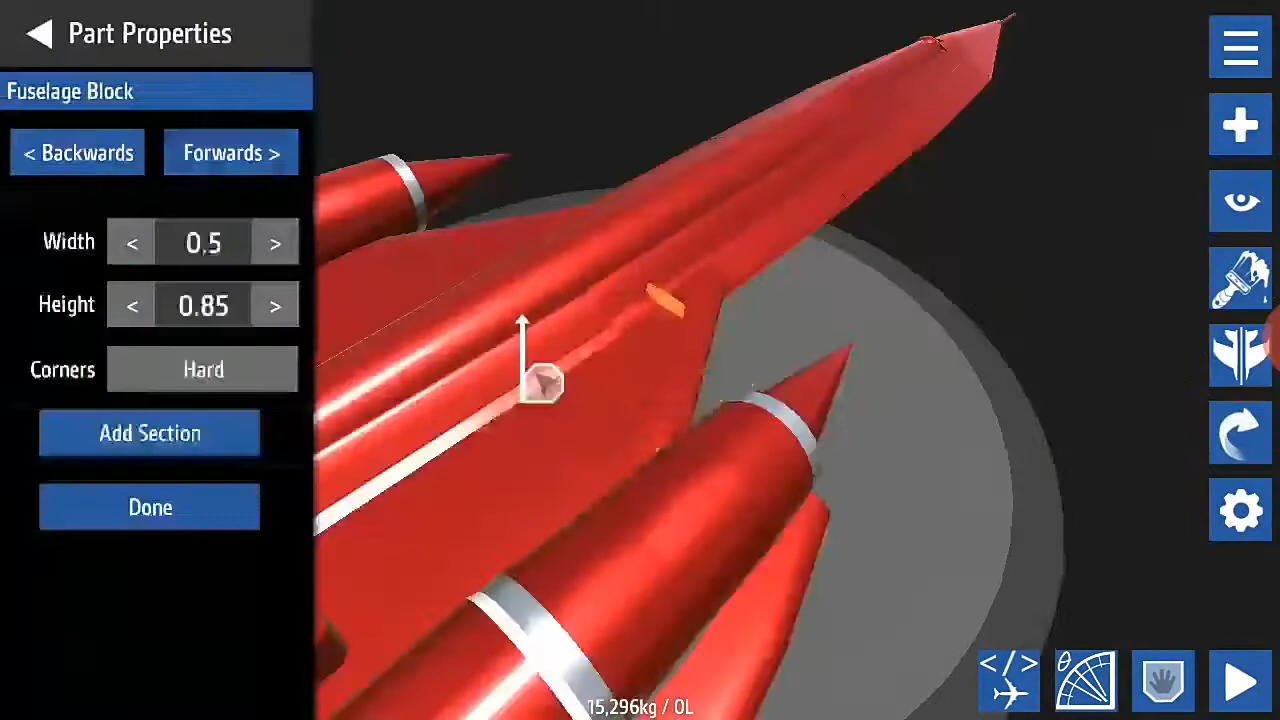 Part Properties
Fuselage Block
< Backwards
Forwards >
Width < 0.5 >
Height < 0.85 >
Corners Hard
Add Section
Done
</>
θ
15,296kg / 0L